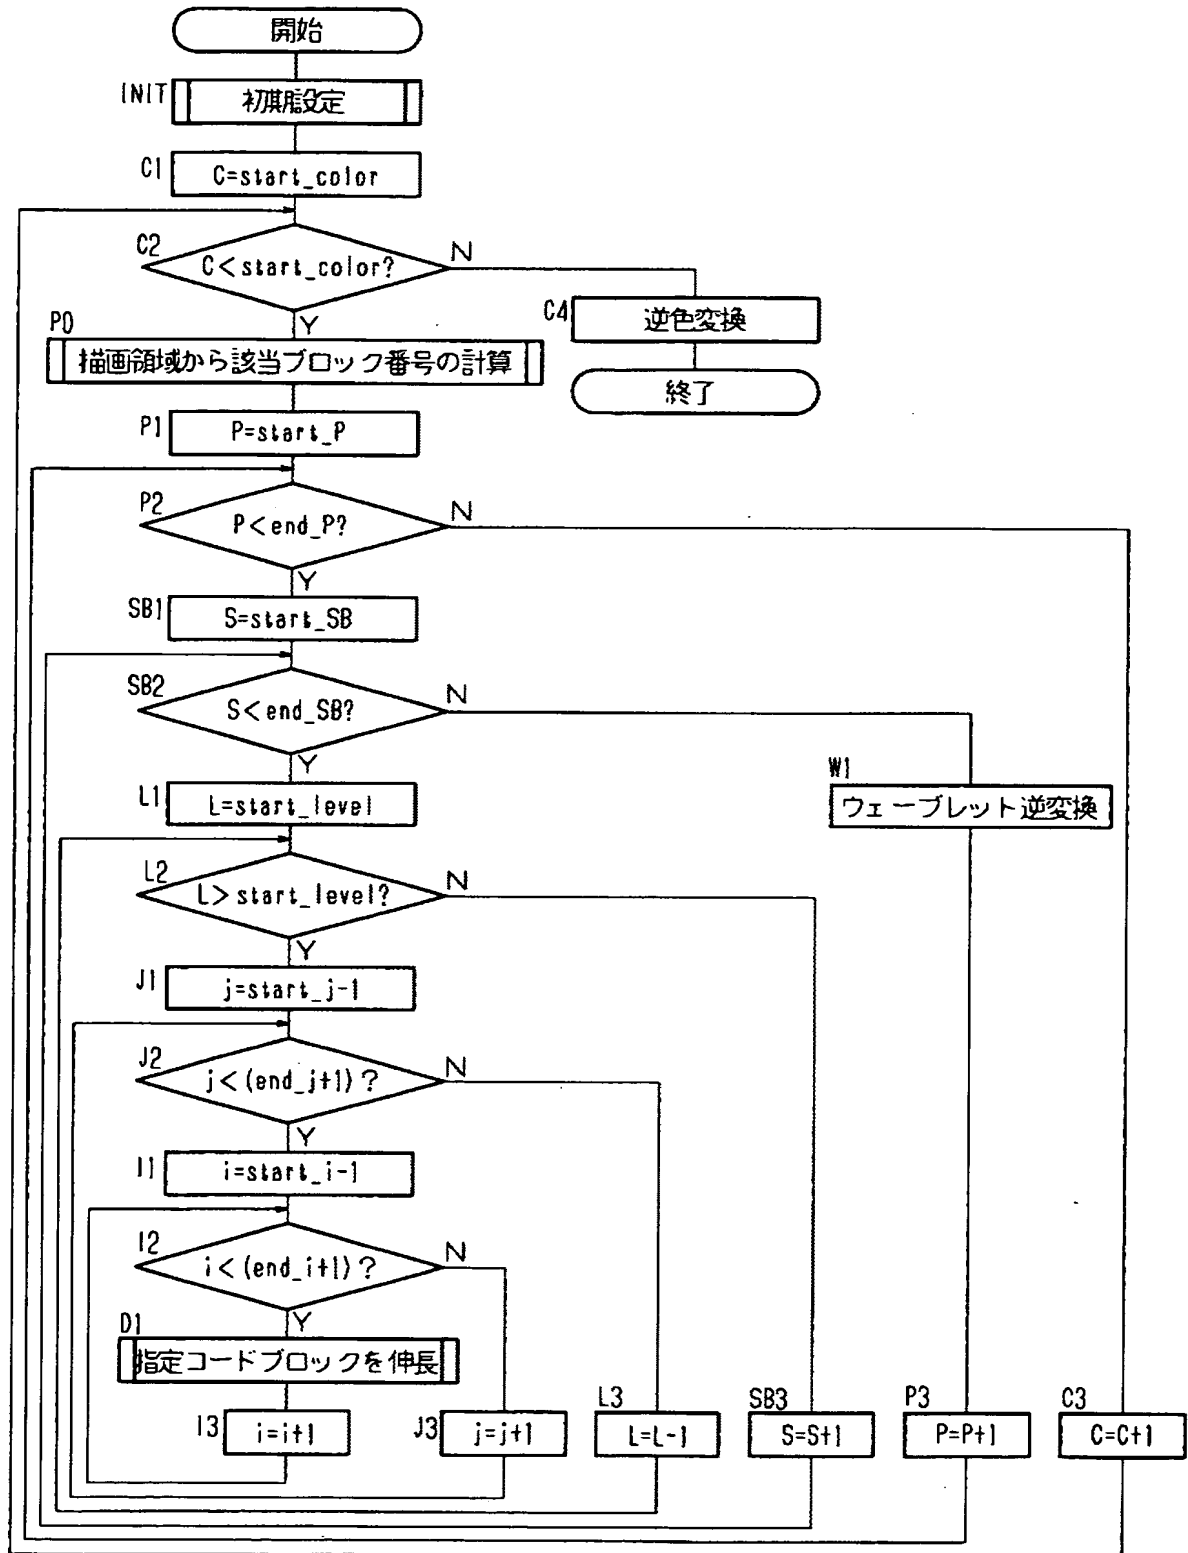 開始
INIT
初期設定
C1
C=start_color
C2
C<start_color?
N
Y
C4
逆色変換
終了
P0
描画領域から該当ブロック番号の計算
P1
P=start_P
P2
P<end_P?
N
Y
SB1
S=start_SB
SB2
S<end_SB?
N
Y
W1
ウェーブレット逆変換
L1
L=start_level
L2
L>start_level?
N
Y
J1
j=start_j-1
J2
j<(end_j+1)?
N
Y
I1
i=start_i-1
I2
i<(end_i+1)?
N
Y
D1
指定コードブロックを伸長
I3
i=i+1
J3
j=j+1
L3
L=L-1
SB3
S=S+1
P3
P=P+1
C3
C=C+1